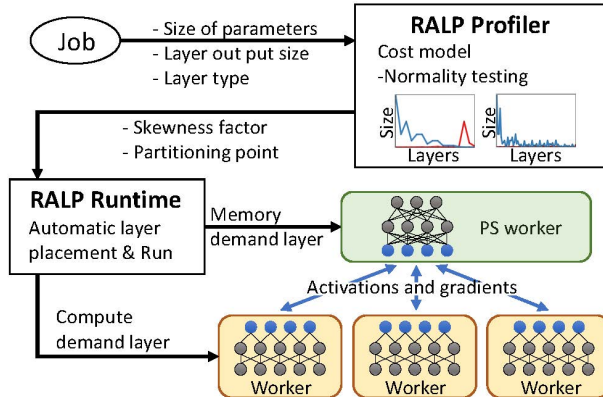 Job
- Size of parameters
- Layer out put size
- Layer type
RALP Profiler
Cost model
-Normality testing
Size
Layers
Size
Layers
- Skewness factor
- Partitioning point
RALP Runtime
Automatic layer
placement & Run
Memory
demand layer
PS worker
Activations and gradients
Compute
demand layer
Worker
Worker
Worker